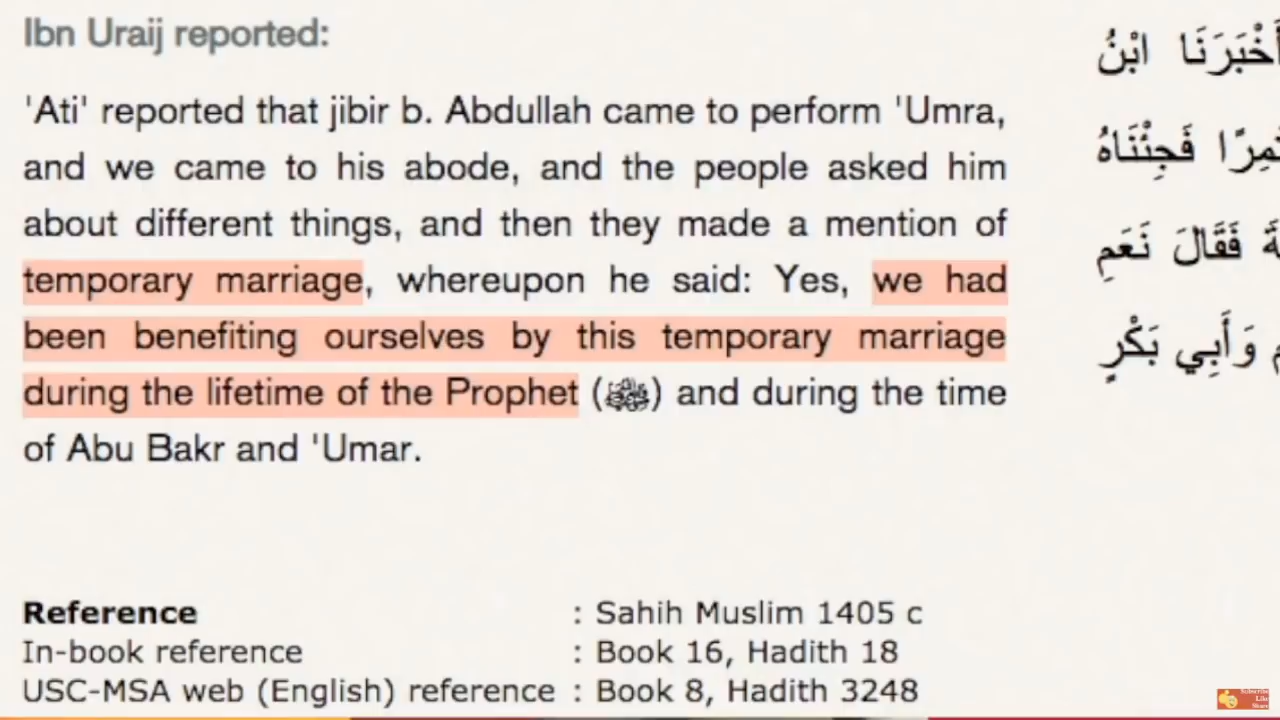 Ibn Uraij reported:
'Ati' reported that jibir b. Abdullah came to perform 'Umra,
and we came to his abode, and the people asked him
about different things, and then they made a mention of
temporary marriage, whereupon he said: Yes, we had
been benefiting ourselves by this temporary marriage
during the lifetime of the Prophet (ﷺ) and during the time
of Abu Bakr and 'Umar.
أَخْبَرَنَا ابْنُ
فَجِئْنَاهُ
فَقَالَ نَعَمِ
وَأَبِي بَكْرٍ
Reference : Sahih Muslim 1405 c
In-book reference : Book 16, Hadith 18
USC-MSA web (English) reference : Book 8, Hadith 3248
Subscribe
Like
Share